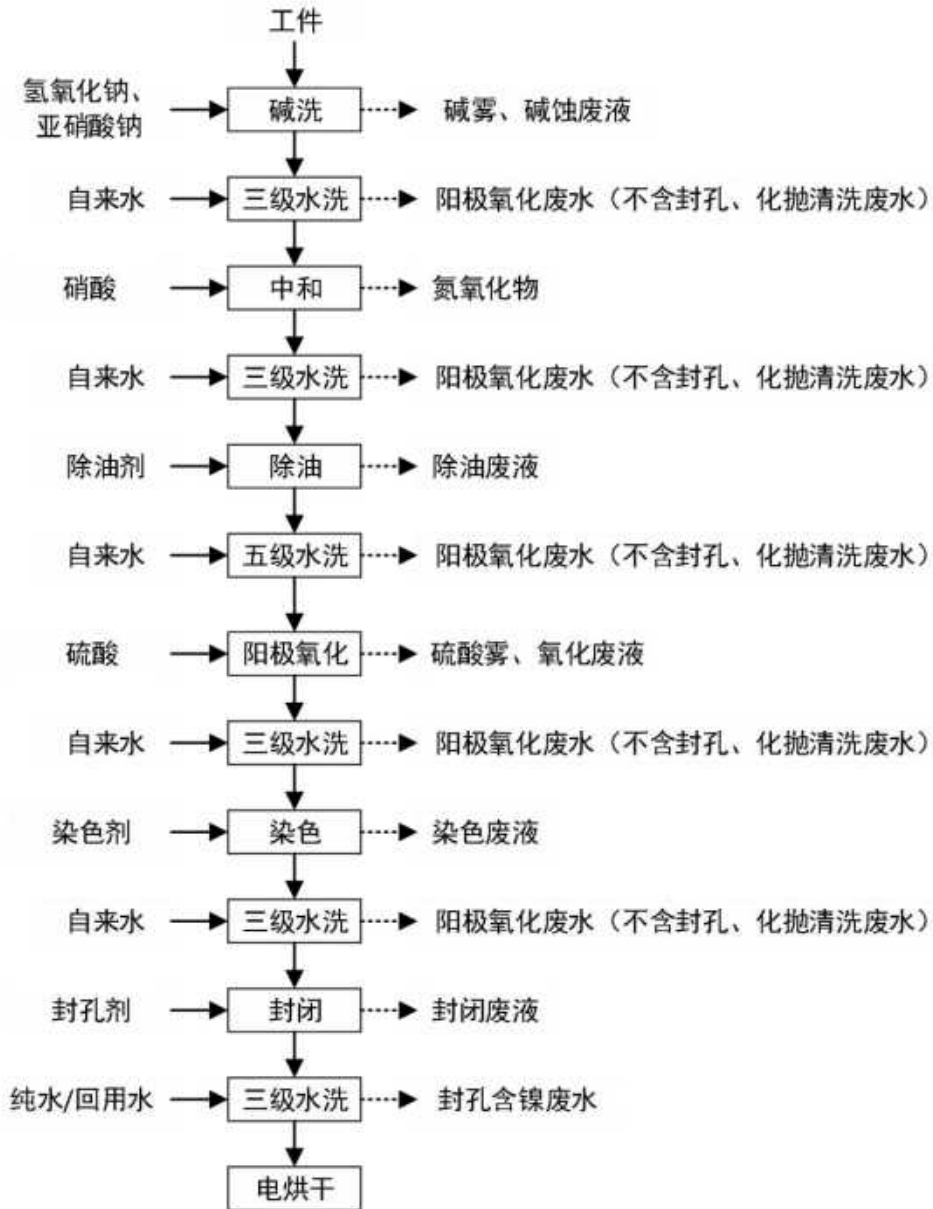 工件
氢氧化钠、
亚硝酸钠
碱洗
碱雾、碱蚀废液
自来水
三级水洗
阳极氧化废水（不含封孔、化抛清洗废水）
硝酸
中和
氮氧化物
自来水
三级水洗
阳极氧化废水（不含封孔、化抛清洗废水）
除油剂
除油
除油废液
自来水
五级水洗
阳极氧化废水（不含封孔、化抛清洗废水）
硫酸
阳极氧化
硫酸雾、氧化废液
自来水
三级水洗
阳极氧化废水（不含封孔、化抛清洗废水）
染色剂
染色
染色废液
自来水
三级水洗
阳极氧化废水（不含封孔、化抛清洗废水）
封孔剂
封闭
封闭废液
纯水/回用水
三级水洗
封孔含镍废水
电烘干